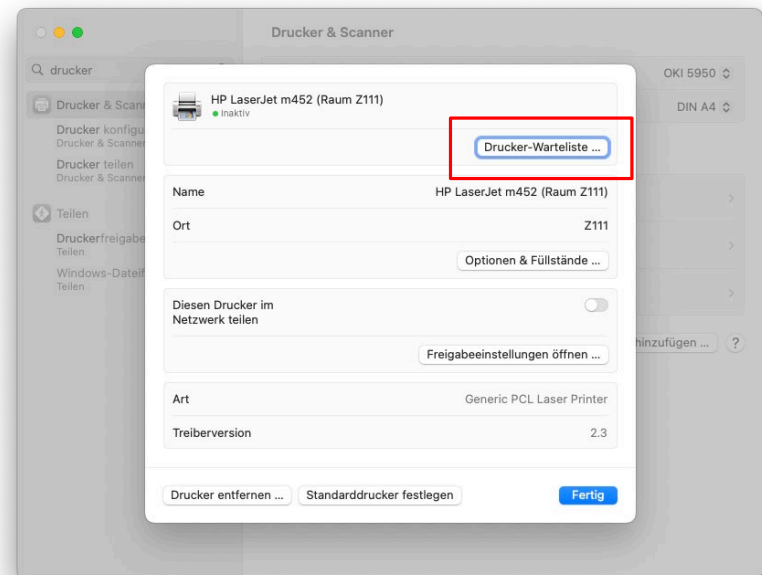 Drucker & Scanner
drucker
Drucker & Scann
Drucker konfigu
Drucker & Scanne
Drucker teilen
Drucker & Scanne
Teilen
Druckerfreigabe
Teilen
Windows-Dateif
Teilen
OKI 5950
DIN A4
HP LaserJet m452 (Raum Z111)
Inaktiv
Drucker-Warteliste ...
Name
HP LaserJet m452 (Raum Z111)
Ort
Z111
Optionen & Füllstände ...
Diesen Drucker im
Netzwerk teilen
Freigabeeinstellungen öffnen ...
Art
Generic PCL Laser Printer
Treiberversion
2.3
hinzufügen ...
?
Drucker entfernen ...
Standarddrucker festlegen
Fertig